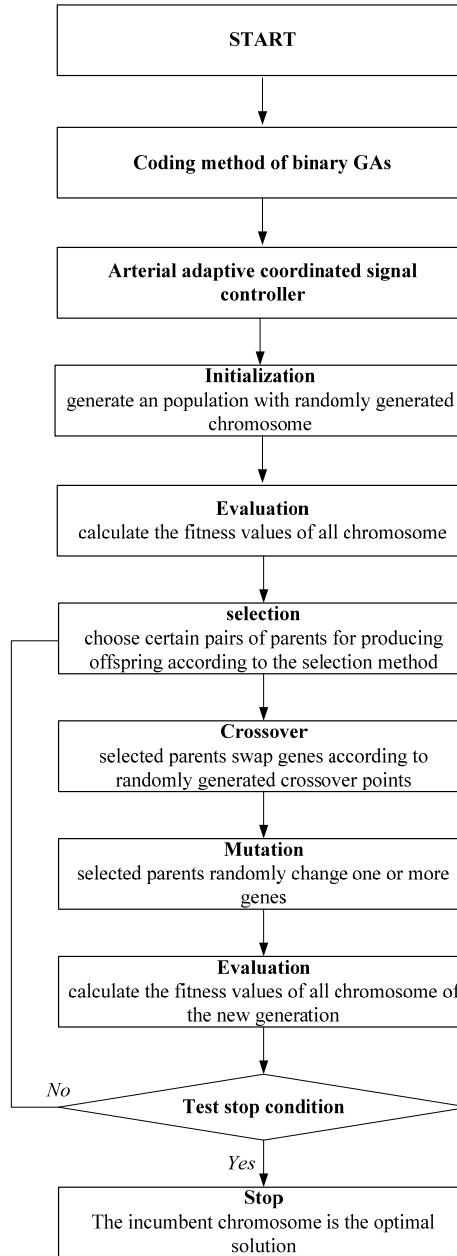 START
Coding method of binary GAs
Arterial adaptive coordinated signal
controller
Initialization
generate an population with randomly generated
chromosome
Evaluation
calculate the fitness values of all chromosome
selection
choose certain pairs of parents for producing
offspring according to the selection method
Crossover
selected parents swap genes according to
randomly generated crossover points
Mutation
selected parents randomly change one or more
genes
Evaluation
calculate the fitness values of all chromosome of
the new generation
No
Test stop condition
Yes
Stop
The incumbent chromosome is the optimal
solution